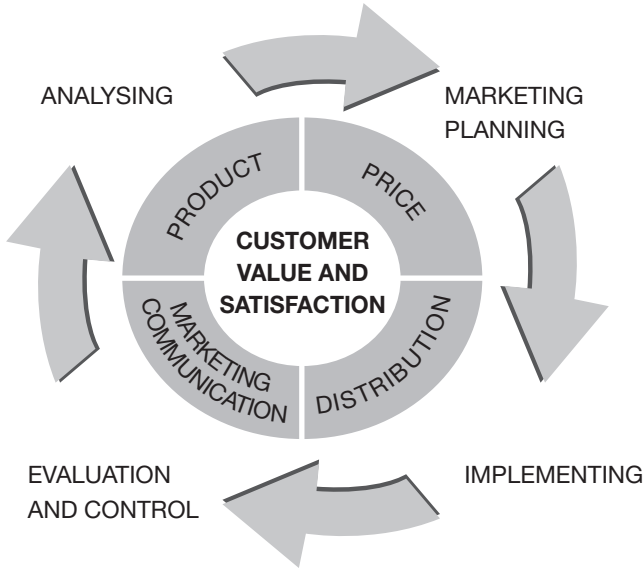 ANALYSING
MARKETING
PLANNING
PRODUCT
PRICE
CUSTOMER
VALUE AND
SATISFACTION
MARKETING
COMMUNICATION
DISTRIBUTION
EVALUATION
AND CONTROL
IMPLEMENTING